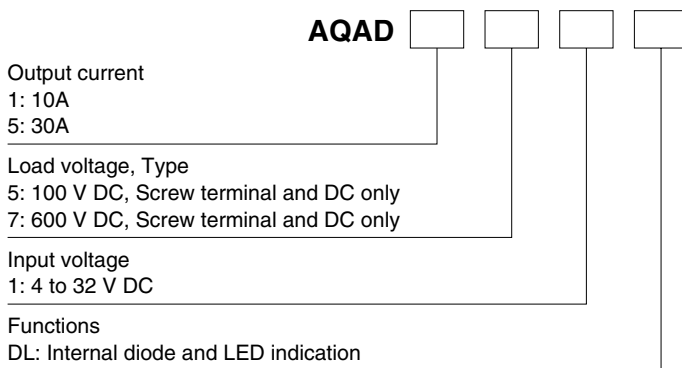 AQAD
Output current
1: 10A
5: 30A
Load voltage, Type
5: 100 V DC, Screw terminal and DC only
7: 600 V DC, Screw terminal and DC only
Input voltage
1: 4 to 32 V DC
Functions
DL: Internal diode and LED indication